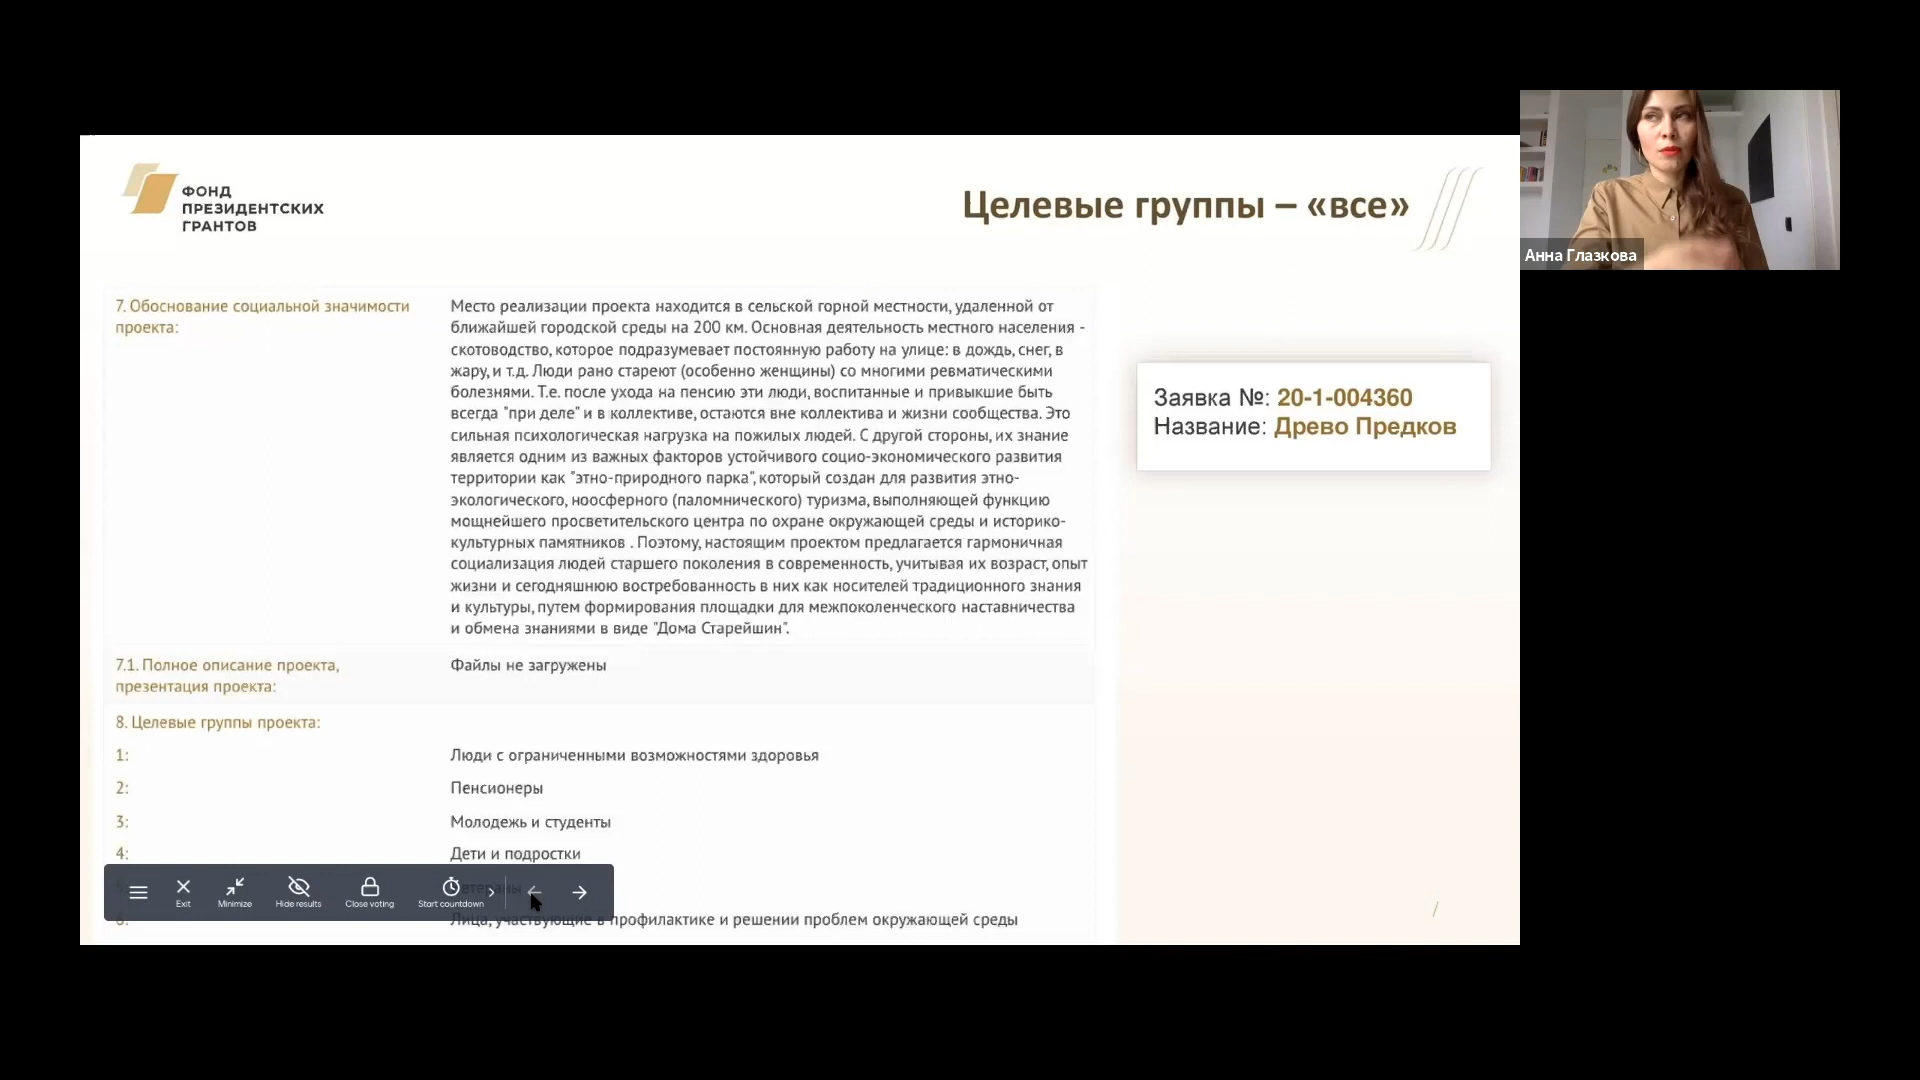 ФОНД
ПРЕЗИДЕНТСКИХ
ГРАНТОВ
Целевые группы – «все»
Анна Глазкова
7. Обоснование социальной значимости
проекта:
Место реализации проекта находится в сельской горной местности, удаленной от
ближайшей городской среды на 200 км. Основная деятельность местного населения -
скотоводство, которое подразумевает постоянную работу на улице: в дождь, снег, в
жару, и т.д. Люди рано стареют (особенно женщины) со многими ревматическими
болезнями. Т.е. после ухода на пенсию эти люди, воспитанные и привыкшие быть
всегда "при деле" и в коллективе, остаются вне коллектива и жизни сообщества. Это
сильная психологическая нагрузка на пожилых людей. С другой стороны, их знание
является одним из важных факторов устойчивого социо-экономического развития
территории как "этно-природного парка", который создан для развития этно-
экологического, ноосферного (паломнического) туризма, выполняющей функцию
мощнейшего просветительского центра по охране окружающей среды и историко-
культурных памятников . Поэтому, настоящим проектом предлагается гармоничная
социализация людей старшего поколения в современность, учитывая их возраст, опыт
жизни и сегодняшнюю востребованность в них как носителей традиционного знания
и культуры, путем формирования площадки для межпоколенческого наставничества
и обмена знаниями в виде "Дома Старейшин".
Заявка №: 20-1-004360
Название: Древо Предков
7.1. Полное описание проекта,
презентация проекта:
Файлы не загружены
8. Целевые группы проекта:
1: Люди с ограниченными возможностями здоровья
2: Пенсионеры
3: Молодежь и студенты
4: Дети и подростки
5: Ветераны
6: Лица, участвующие в профилактике и решении проблем окружающей среды
Exit
Minimize
Hide results
Close voting
Start countdown